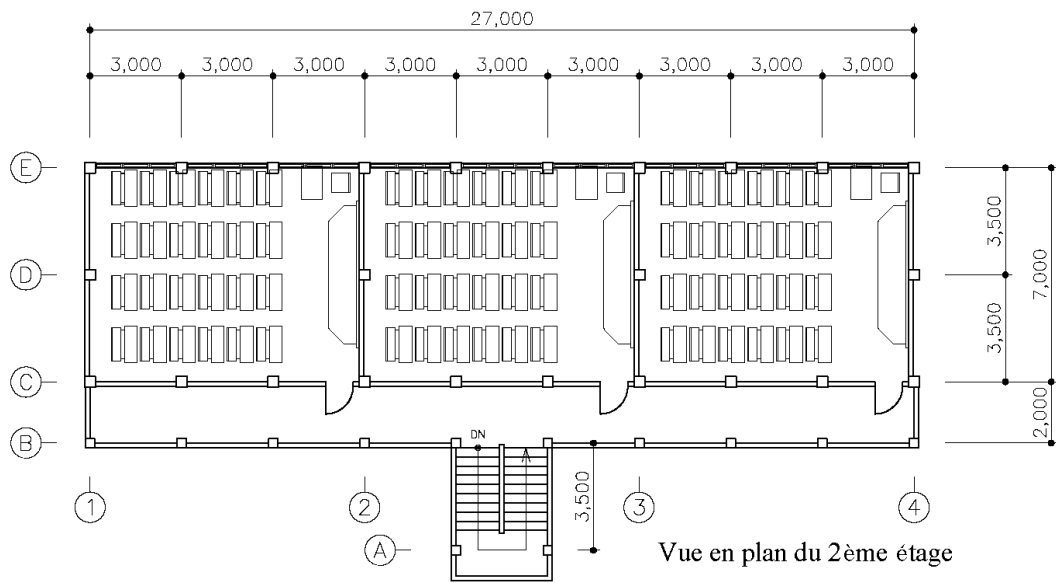 27,000
3,000 3,000 3,000 3,000 3,000 3,000 3,000 3,000 3,000
E
3,500
D
7,000
3,500
C
2,000
B
DN
1 2 3 4
3,500
A
Vue en plan du 2ème étage